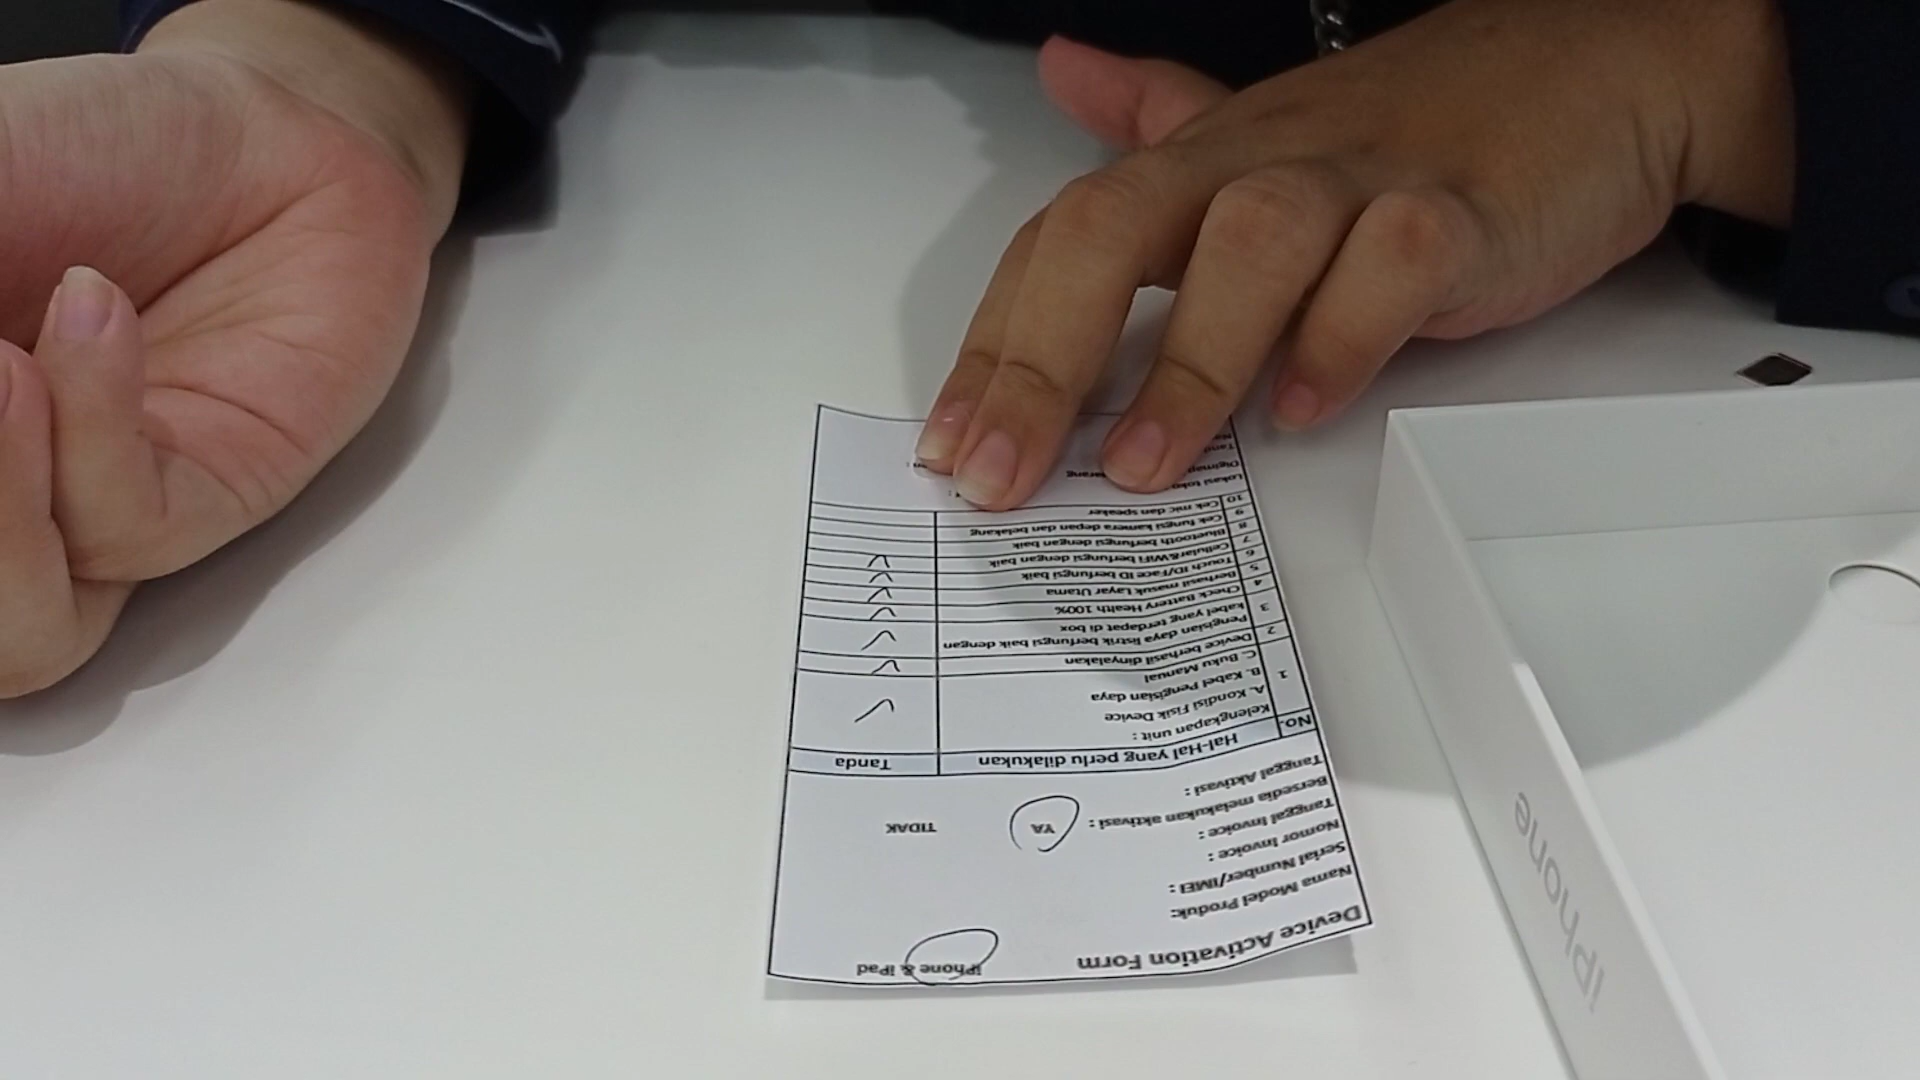 Device Activation Form
iPhone & iPad
Nama Model Produk:
Serial Number/IMEI :
Nomor Invoice :
Tanggal Invoice :
Bersedia melakukan aktivasi : YA TIDAK
Tanggal Aktivasi :
No. Hal-Hal yang perlu dilakukan Tanda
1 Kelengkapan unit :
A. Kondisi Fisik Device
B. Kabel Pengisian daya
C. Buku Manual
2 Device berhasil dinyalakan
3 Pengisian daya listrik berfungsi baik dengan
kabel yang terdapat di box
4 Check Battery Health 100%
5 Berhasil masuk Layar Utama
6 Touch ID/Face ID berfungsi baik
7 Cellular&WiFi berfungsi dengan baik
8 Bluetooth berfungsi dengan baik
9 Cek fungsi kamera depan dan belakang
10 Cek mic dan speaker
Lokasi toko
Digimap
iPhone